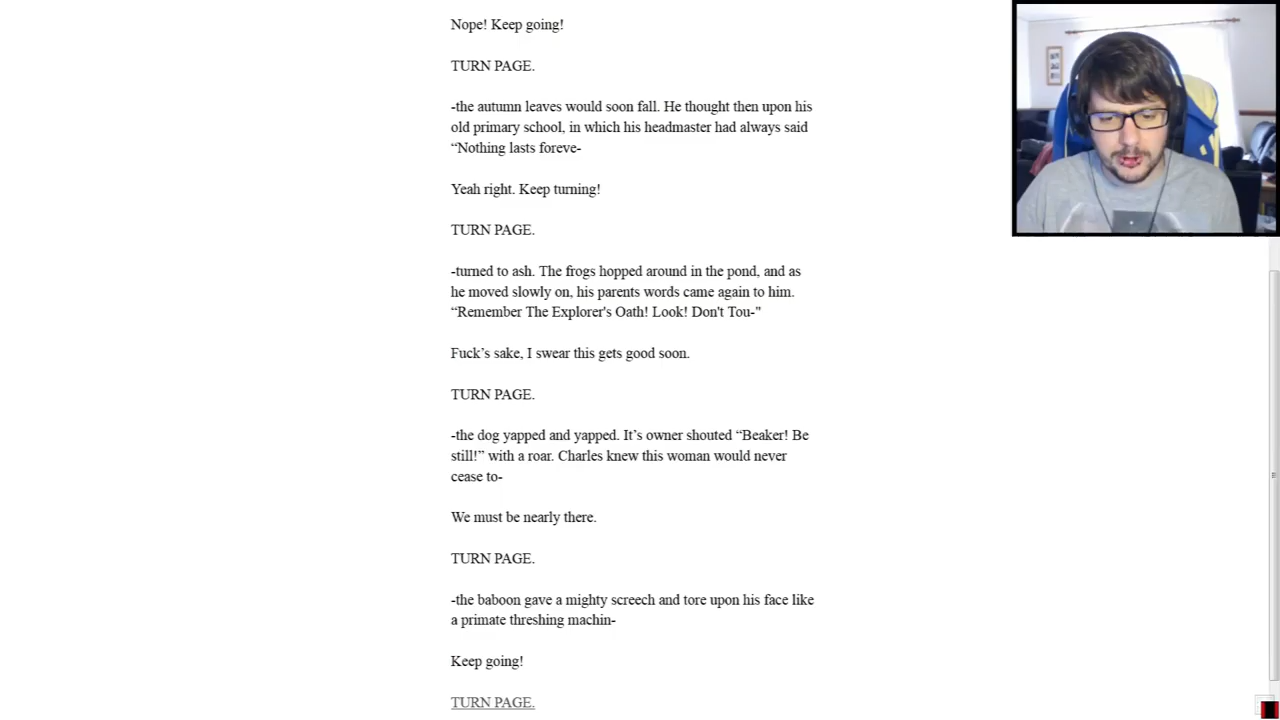 Nope! Keep going!
TURN PAGE.
-the autumn leaves would soon fall. He thought then upon his
old primary school, in which his headmaster had always said
“Nothing lasts foreve-
Yeah right. Keep turning!
TURN PAGE.
-turned to ash. The frogs hopped around in the pond, and as
he moved slowly on, his parents words came again to him.
“Remember The Explorer's Oath! Look! Don't Tou-"
Fuck’s sake, I swear this gets good soon.
TURN PAGE.
-the dog yapped and yapped. It’s owner shouted “Beaker! Be
still!” with a roar. Charles knew this woman would never
cease to-
We must be nearly there.
TURN PAGE.
-the baboon gave a mighty screech and tore upon his face like
a primate threshing machin-
Keep going!
TURN PAGE.